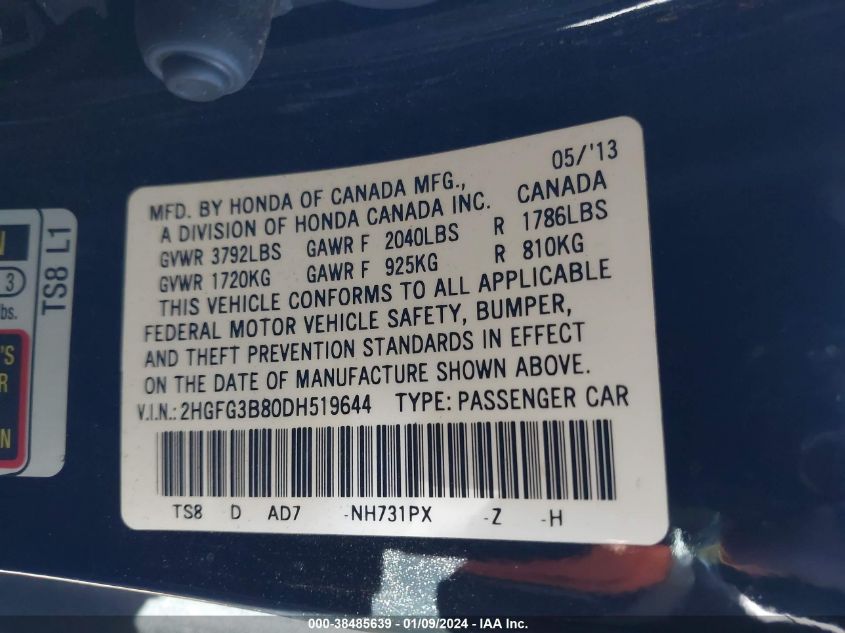 05/'13
MFD. BY HONDA OF CANADA MFG.,
A DIVISION OF HONDA CANADA INC. CANADA
GVWR 3792LBS GAWR F 2040LBS R 1786LBS
GVWR 1720KG GAWR F 925KG R 810KG
THIS VEHICLE CONFORMS TO ALL APPLICABLE
FEDERAL MOTOR VEHICLE SAFETY, BUMPER,
AND THEFT PREVENTION STANDARDS IN EFFECT
ON THE DATE OF MANUFACTURE SHOWN ABOVE.
V.I.N.: 2HGFG3B80DH519644 TYPE: PASSENGER CAR
TS8 D AD7 -NH731PX -Z -H
TS8 L1
N
3
lbs.
'S
R
N
000-38485639 - 01/09/2024 - IAA Inc.